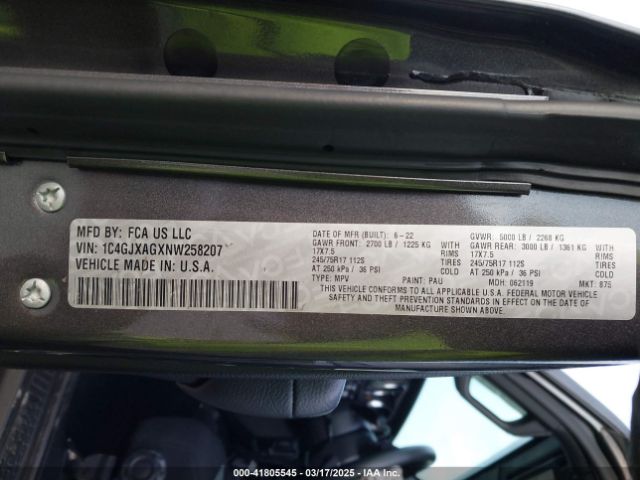 MFD BY: FCA US LLC
VIN: 1C4GJXAGXNW258207
VEHICLE MADE IN: U.S.A.
DATE OF MFR (BUILT): 6-22 GVWR: 5000 LB / 2268 KG
GAWR FRONT: 2700 LB / 1225 KG GAWR REAR: 3000 LB / 1361 KG
17X7.5 RIMS 17X7.5 RIMS
245/75R17 112S TIRES 245/75R17 112S TIRES
AT 250 kPa / 36 PSI COLD AT 250 kPa / 36 PSI COLD
TYPE: MPV PAINT: PAU MDH: 062119 MKT: 875
THIS VEHICLE CONFORMS TO ALL APPLICABLE U.S.A. FEDERAL MOTOR VEHICLE
SAFETY AND THEFT PREVENTION STANDARDS IN EFFECT ON THE DATE OF
MANUFACTURE SHOWN ABOVE.
000-41805545 - 03/17/2025 - IAA Inc.